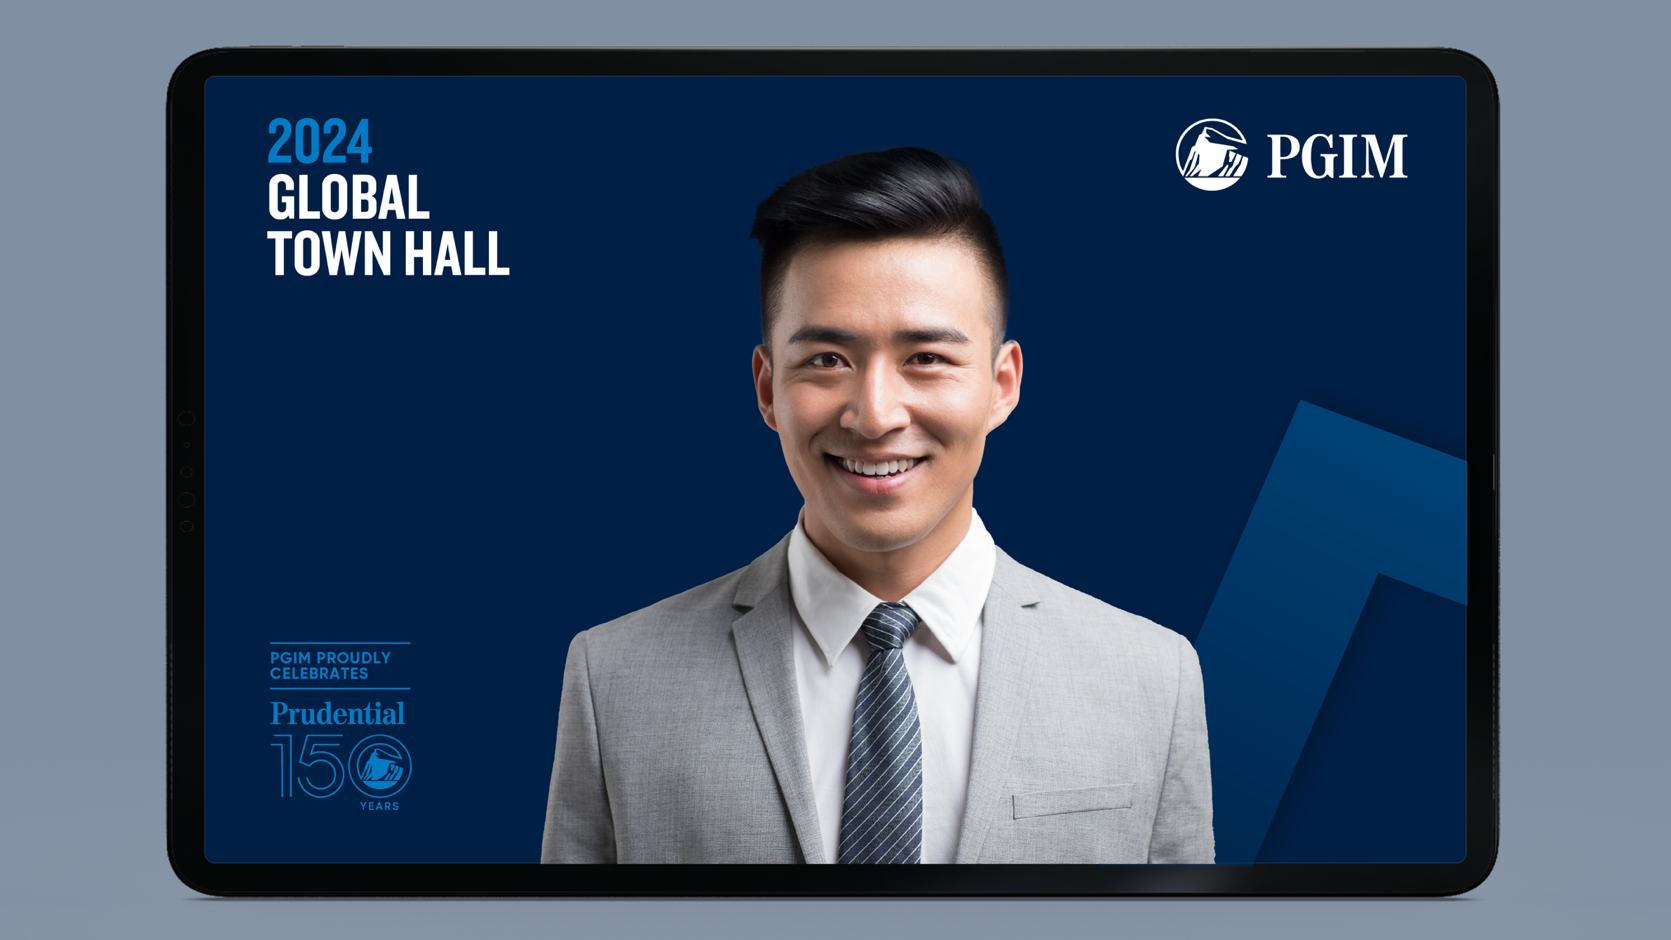 2024
GLOBAL
TOWN HALL
PGIM
PGIM PROUDLY
CELEBRATES
Prudential
150
YEARS